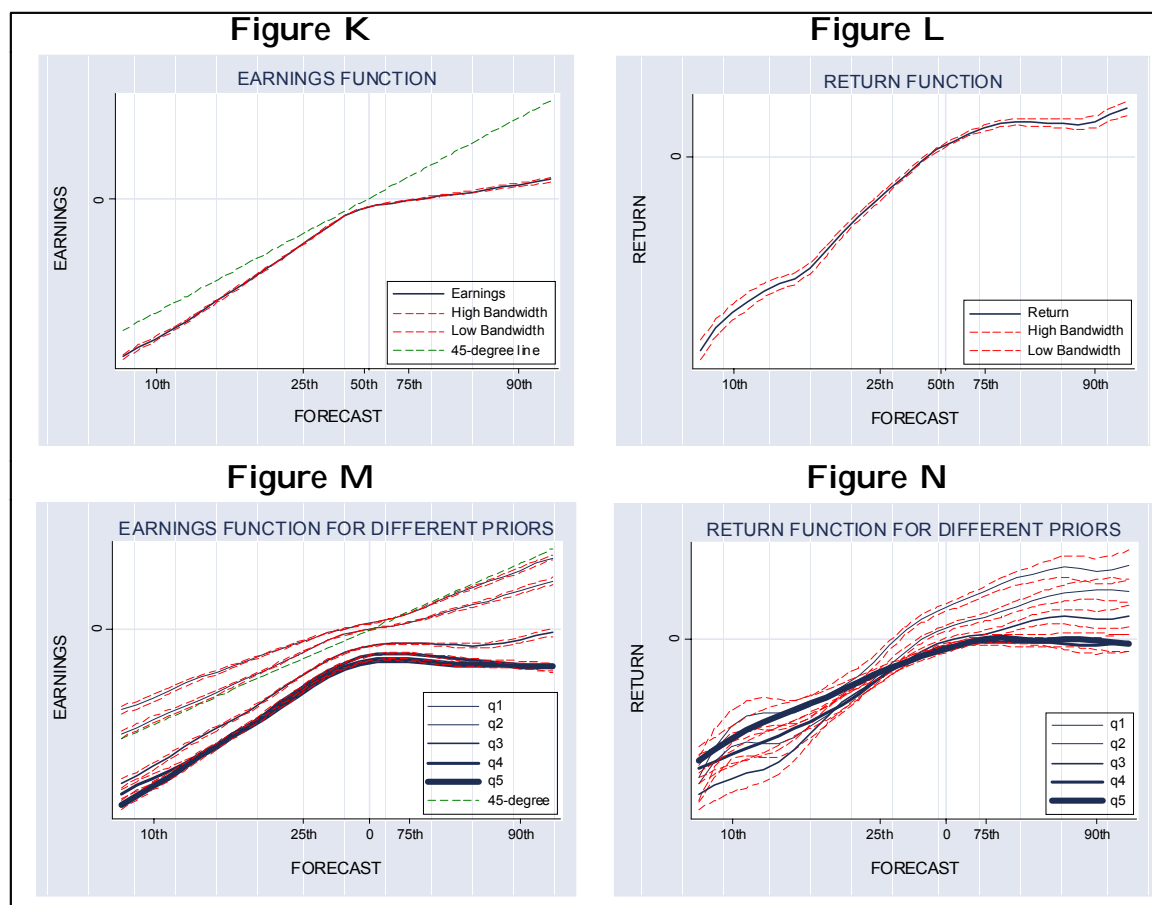 Figure K
EARNINGS FUNCTION
EARNINGS
0
Earnings
High Bandwidth
Low Bandwidth
45-degree line
10th 25th 50th 75th 90th
FORECAST
Figure L
RETURN FUNCTION
RETURN
0
Return
High Bandwidth
Low Bandwidth
10th 25th 50th 75th 90th
FORECAST
Figure M
EARNINGS FUNCTION FOR DIFFERENT PRIORS
EARNINGS
0
q1
q2
q3
q4
q5
45-degree
10th 25th 0 75th 90th
FORECAST
Figure N
RETURN FUNCTION FOR DIFFERENT PRIORS
RETURN
0
q1
q2
q3
q4
q5
10th 25th 0 75th 90th
FORECAST